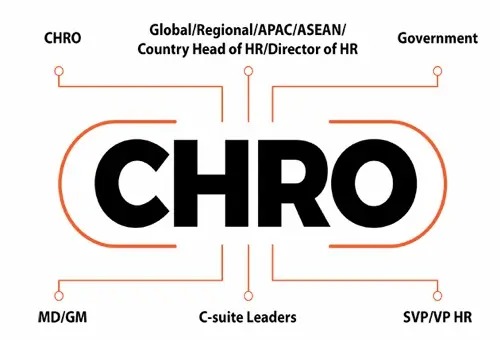 CHRO
Global/Regional/APAC/ASEAN/
Country Head of HR/Director of HR
Government
CHRO
MD/GM
C-suite Leaders
SVP/VP HR